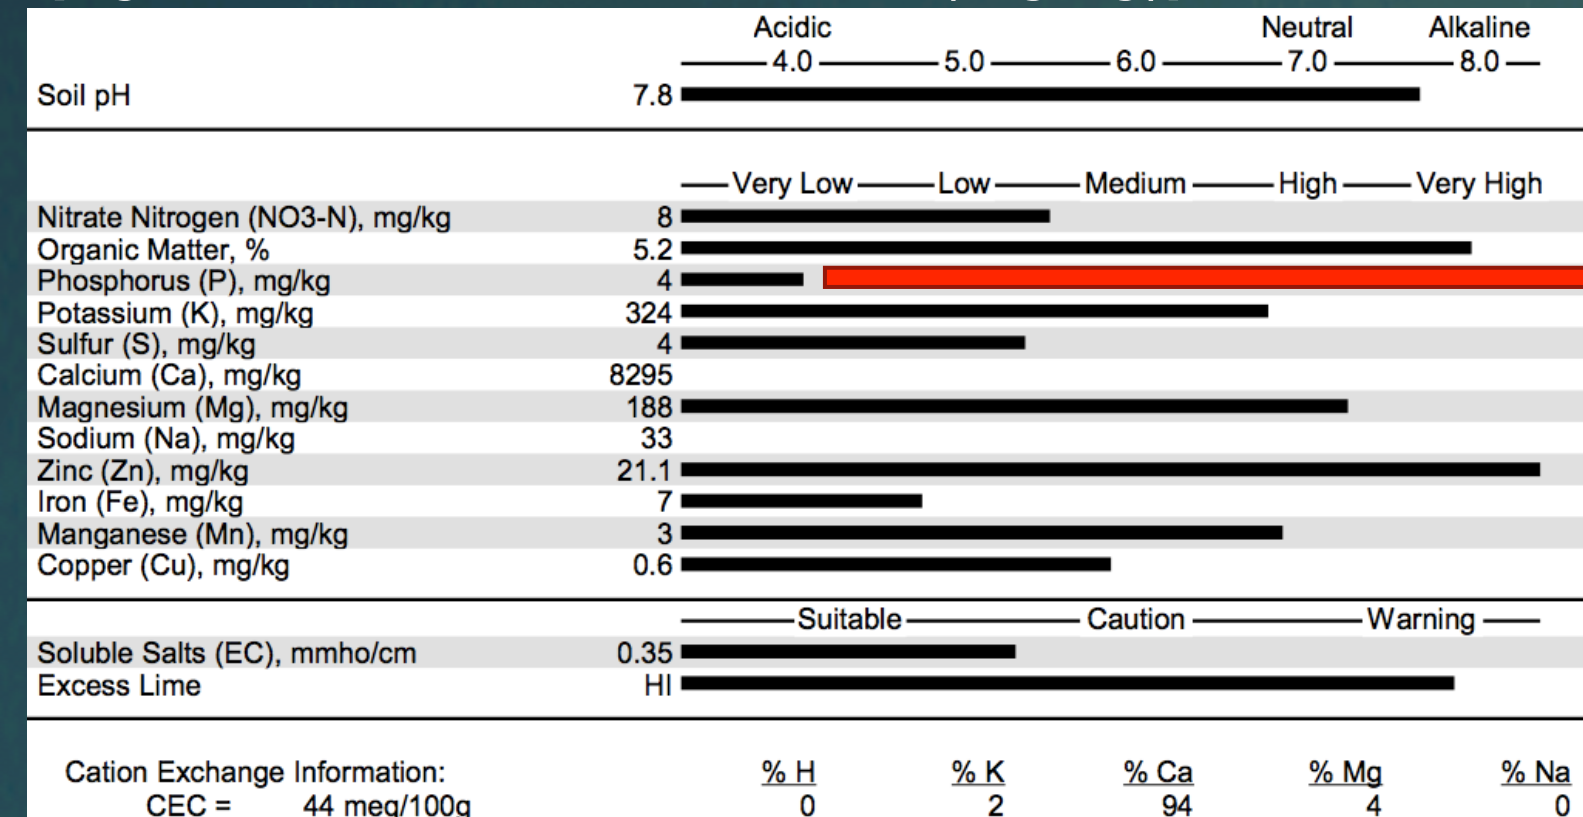 Acidic Neutral Alkaline
4.0 5.0 6.0 7.0 8.0
Soil pH 7.8
Very Low Low Medium High Very High
Nitrate Nitrogen (NO3-N), mg/kg 8
Organic Matter, % 5.2
Phosphorus (P), mg/kg 4
Potassium (K), mg/kg 324
Sulfur (S), mg/kg 4
Calcium (Ca), mg/kg 8295
Magnesium (Mg), mg/kg 188
Sodium (Na), mg/kg 33
Zinc (Zn), mg/kg 21.1
Iron (Fe), mg/kg 7
Manganese (Mn), mg/kg 3
Copper (Cu), mg/kg 0.6
Suitable Caution Warning
Soluble Salts (EC), mmho/cm 0.35
Excess Lime HI
Cation Exchange Information: % H % K % Ca % Mg % Na
CEC = 44 meq/100g 0 2 94 4 0